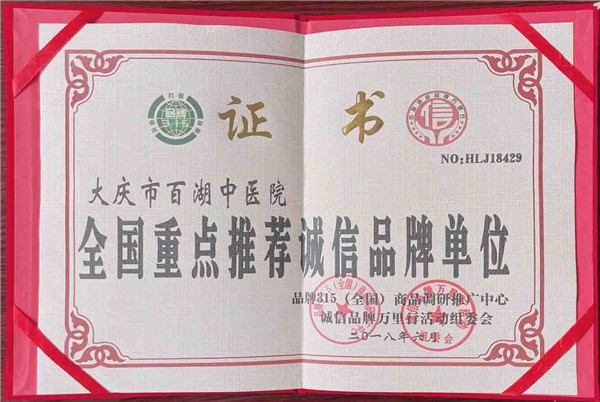 证书
NO:HLJ18429
大庆市百湖中医院
全国重点推荐诚信品牌单位
品牌315（全国）商品调研推广中心
诚信品牌万里行活动组委会
二〇一八年六月